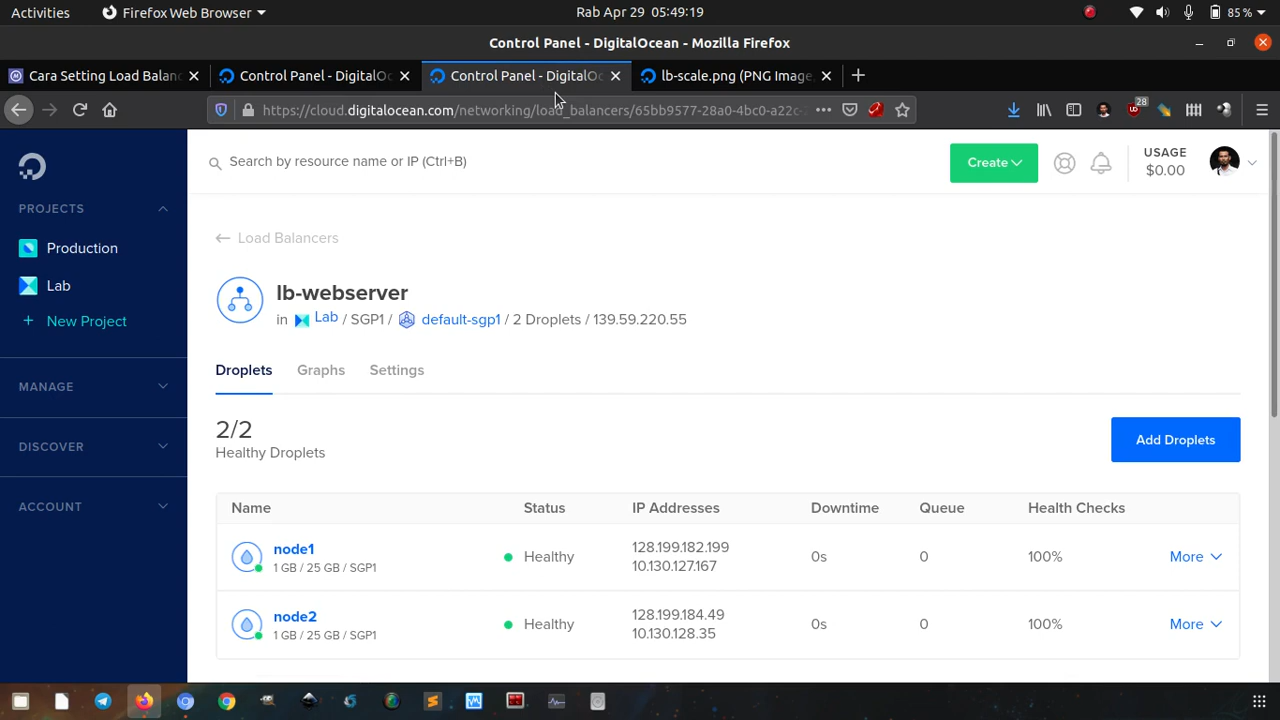 Activities
Firefox Web Browser
Rab Apr 29 05:49:19
85 %
Control Panel - DigitalOcean - Mozilla Firefox
Cara Setting Load Balanc
Control Panel - DigitalOc
Control Panel - DigitalOc
lb-scale.png (PNG Image,
https://cloud.digitalocean.com/networking/load_balancers/65bb9577-28a0-4bc0-a22c-
28
Search by resource name or IP (Ctrl+B)
Create
USAGE
$0.00
PROJECTS
Production
Lab
+ New Project
MANAGE
DISCOVER
ACCOUNT
← Load Balancers
lb-webserver
in Lab / SGP1 / default-sgp1 / 2 Droplets / 139.59.220.55
Droplets Graphs Settings
2/2
Healthy Droplets
Add Droplets
Name Status IP Addresses Downtime Queue Health Checks
node1
1 GB / 25 GB / SGP1
Healthy
128.199.182.199
10.130.127.167
0s
0
100%
More
node2
1 GB / 25 GB / SGP1
Healthy
128.199.184.49
10.130.128.35
0s
0
100%
More